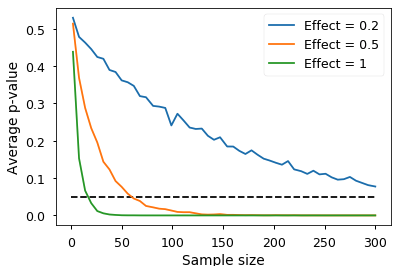 Effect = 0.2
Effect = 0.5
Effect = 1
Average p-value
0.5
0.4
0.3
0.2
0.1
0.0
0 50 100 150 200 250 300
Sample size